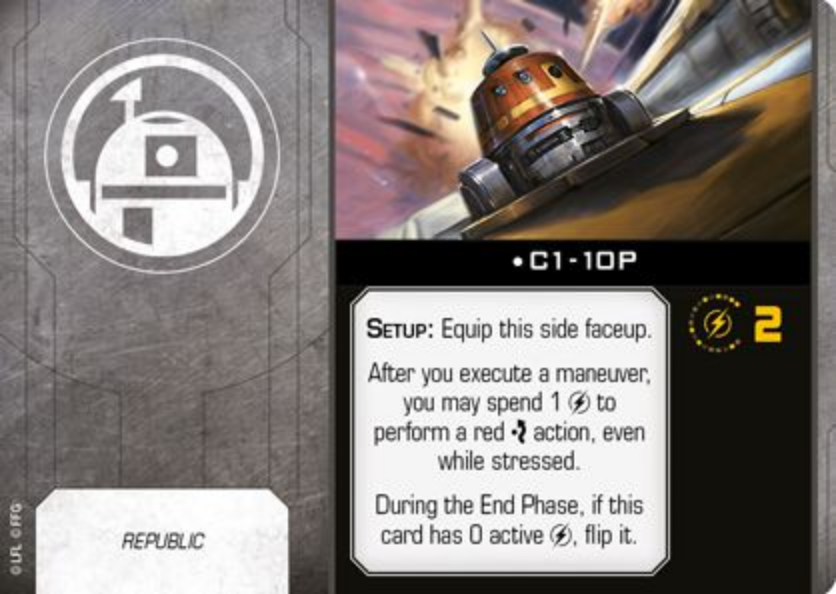 •C1-10P
2
SETUP: Equip this side faceup.
After you execute a maneuver,
you may spend 1 to
perform a red action, even
while stressed.
During the End Phase, if this
card has 0 active , flip it.
REPUBLIC
©LFL ©FFG